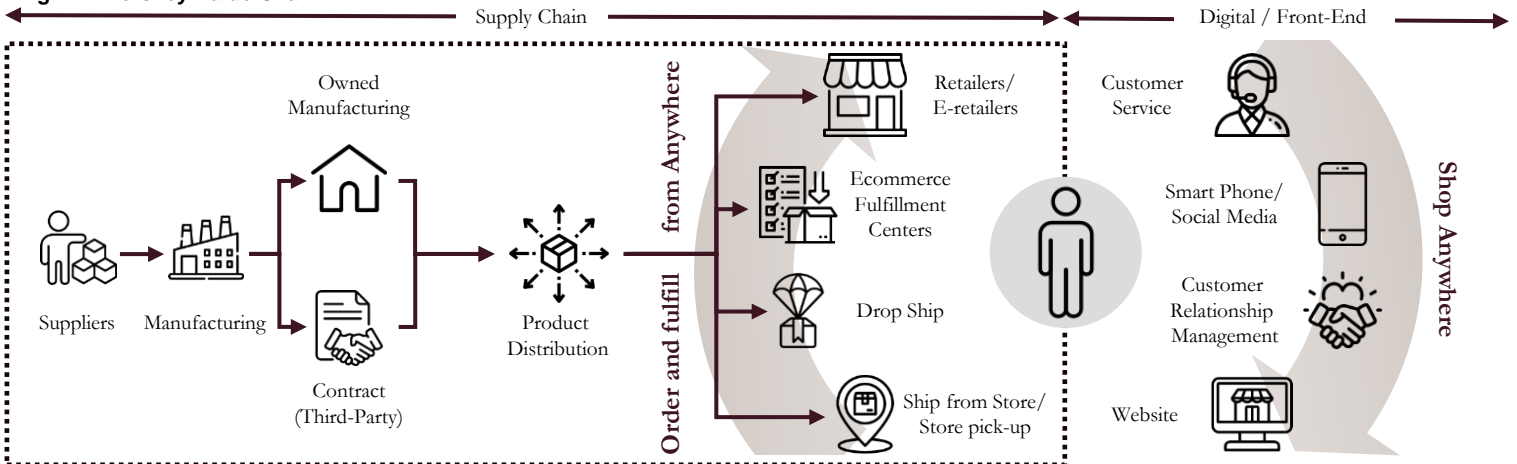 Supply Chain
Digital / Front-End
Owned
Manufacturing
Suppliers
Manufacturing
Contract
(Third-Party)
Product
Distribution
Order and fulfill from Anywhere
Retailers/
E-retailers
Ecommerce
Fulfillment
Centers
Drop Ship
Ship from Store/
Store pick-up
Customer
Service
Smart Phone/
Social Media
Customer
Relationship
Management
Website
Shop Anywhere